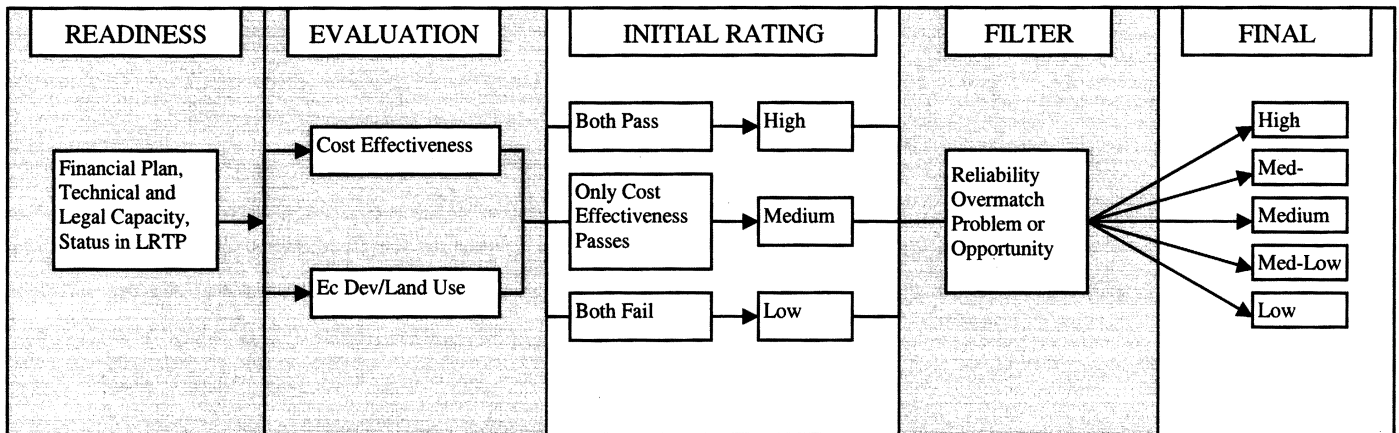 READINESS
Financial Plan,
Technical and
Legal Capacity,
Status in LRTP
EVALUATION
Cost Effectiveness
Ec Dev/Land Use
INITIAL RATING
Both Pass
High
Only Cost
Effectiveness
Passes
Medium
Both Fail
Low
FILTER
Reliability
Overmatch
Problem or
Opportunity
FINAL
High
Med-
Medium
Med-Low
Low